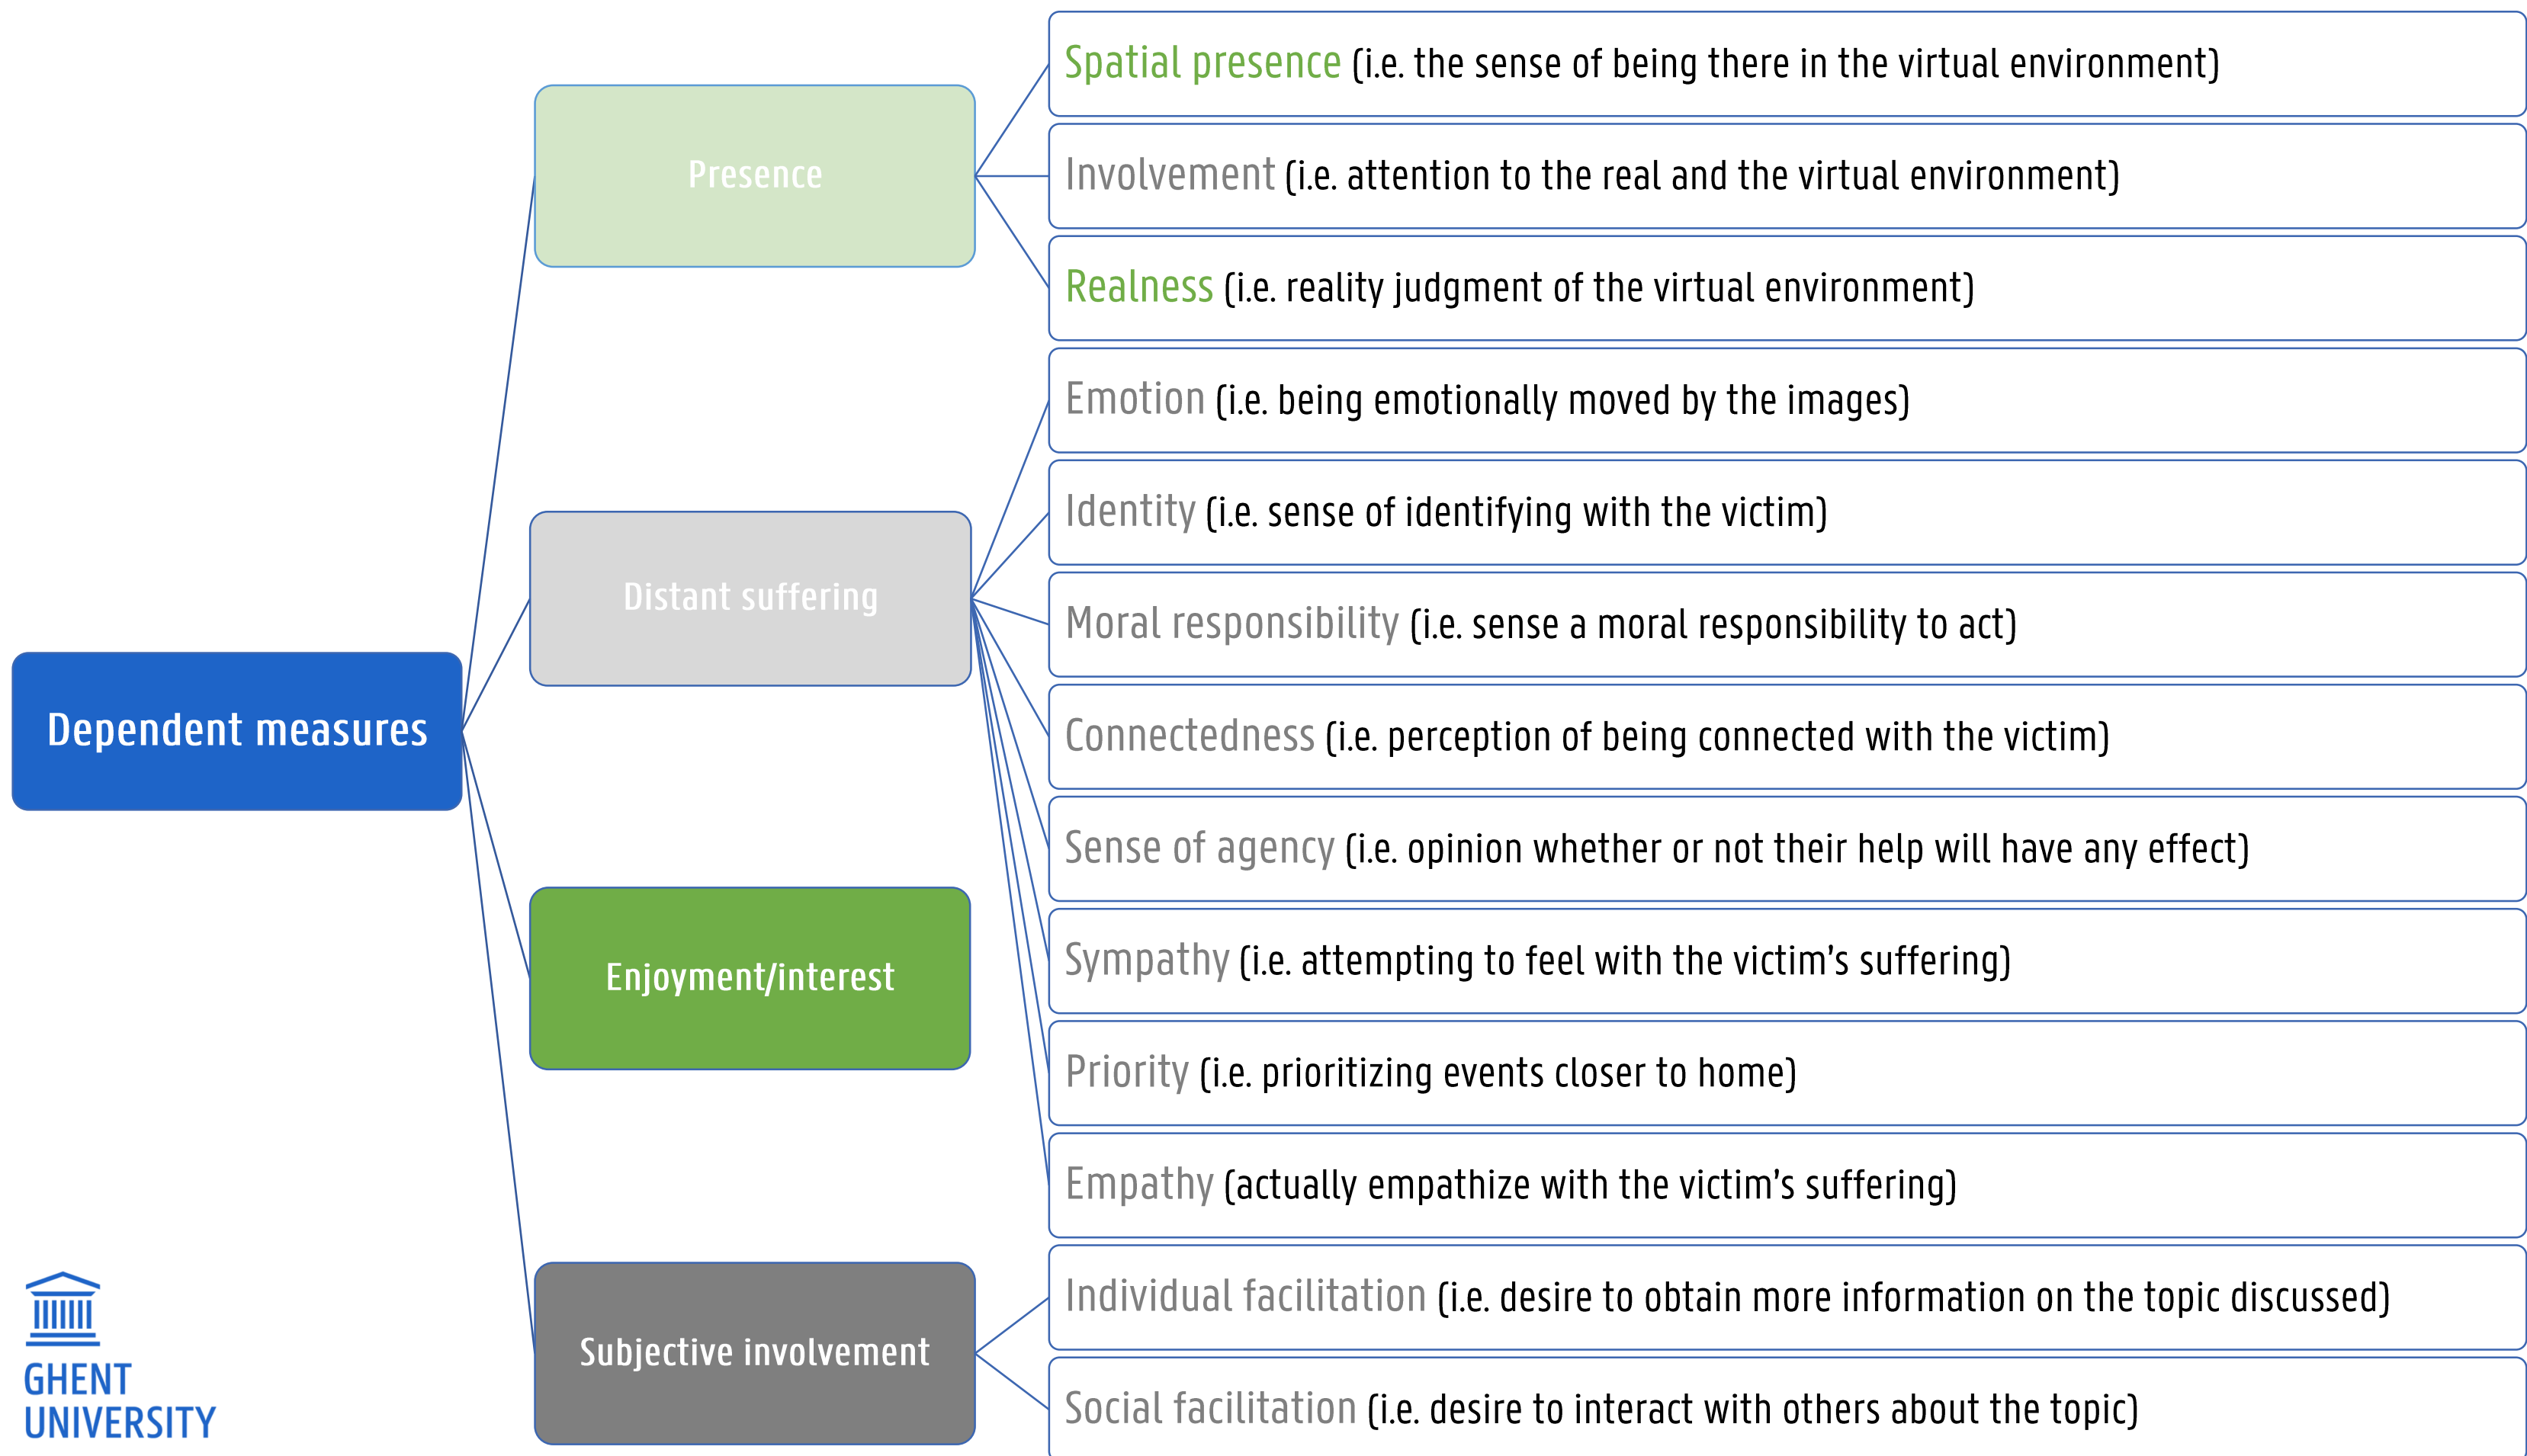 Spatial presence (i.e. the sense of being there in the virtual environment)
Presence
Involvement (i.e. attention to the real and the virtual environment)
Realness (i.e. reality judgment of the virtual environment)
Emotion (i.e. being emotionally moved by the images)
Identity (i.e. sense of identifying with the victim)
Distant suffering
Moral responsibility (i.e. sense a moral responsibility to act)
Dependent measures
Connectedness (i.e. perception of being connected with the victim)
Sense of agency (i.e. opinion whether or not their help will have any effect)
Enjoyment/interest
Sympathy (i.e. attempting to feel with the victim's suffering)
Priority (i.e. prioritizing events closer to home)
Empathy (actually empathize with the victim's suffering)
Individual facilitation (i.e. desire to obtain more information on the topic discussed)
Subjective involvement
Social facilitation (i.e. desire to interact with others about the topic)
GHENT
UNIVERSITY